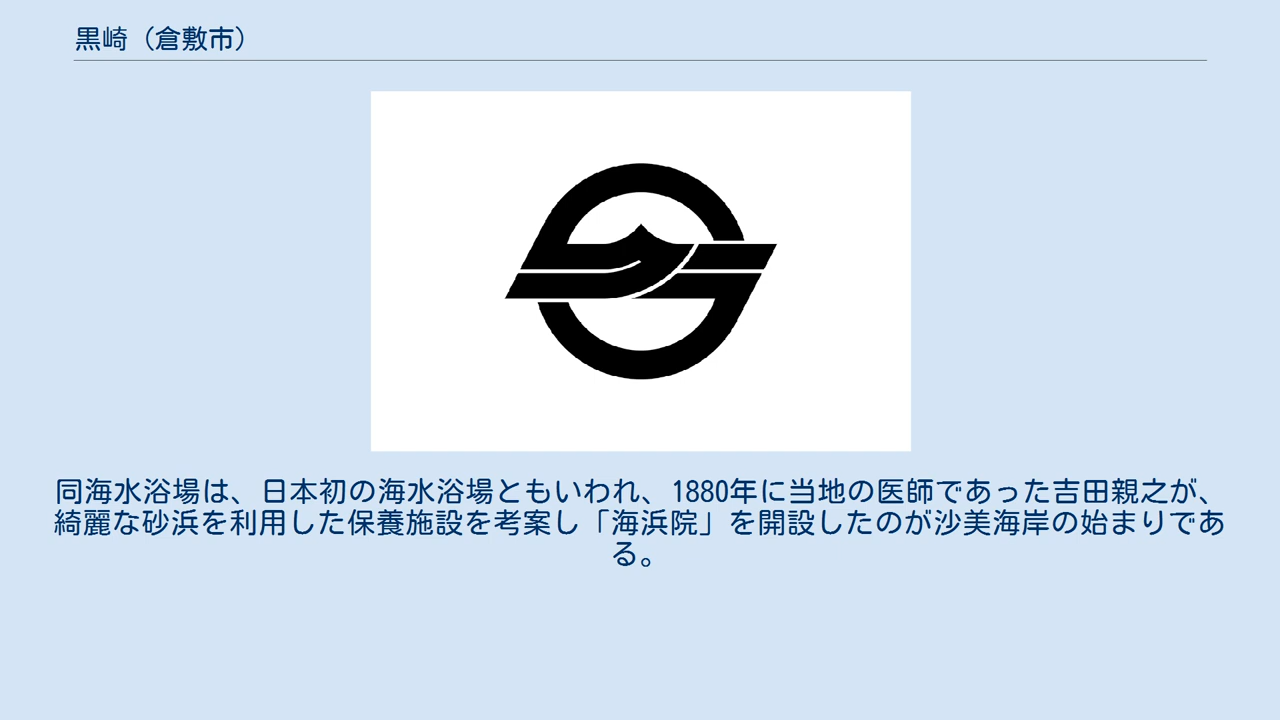 黒崎（倉敷市）
同海水浴場は、日本初の海水浴場ともいわれ、1880年に当地の医師であった吉田親之が、
綺麗な砂浜を利用した保養施設を考案し「海浜院」を開設したのが沙美海岸の始まりであ
る。